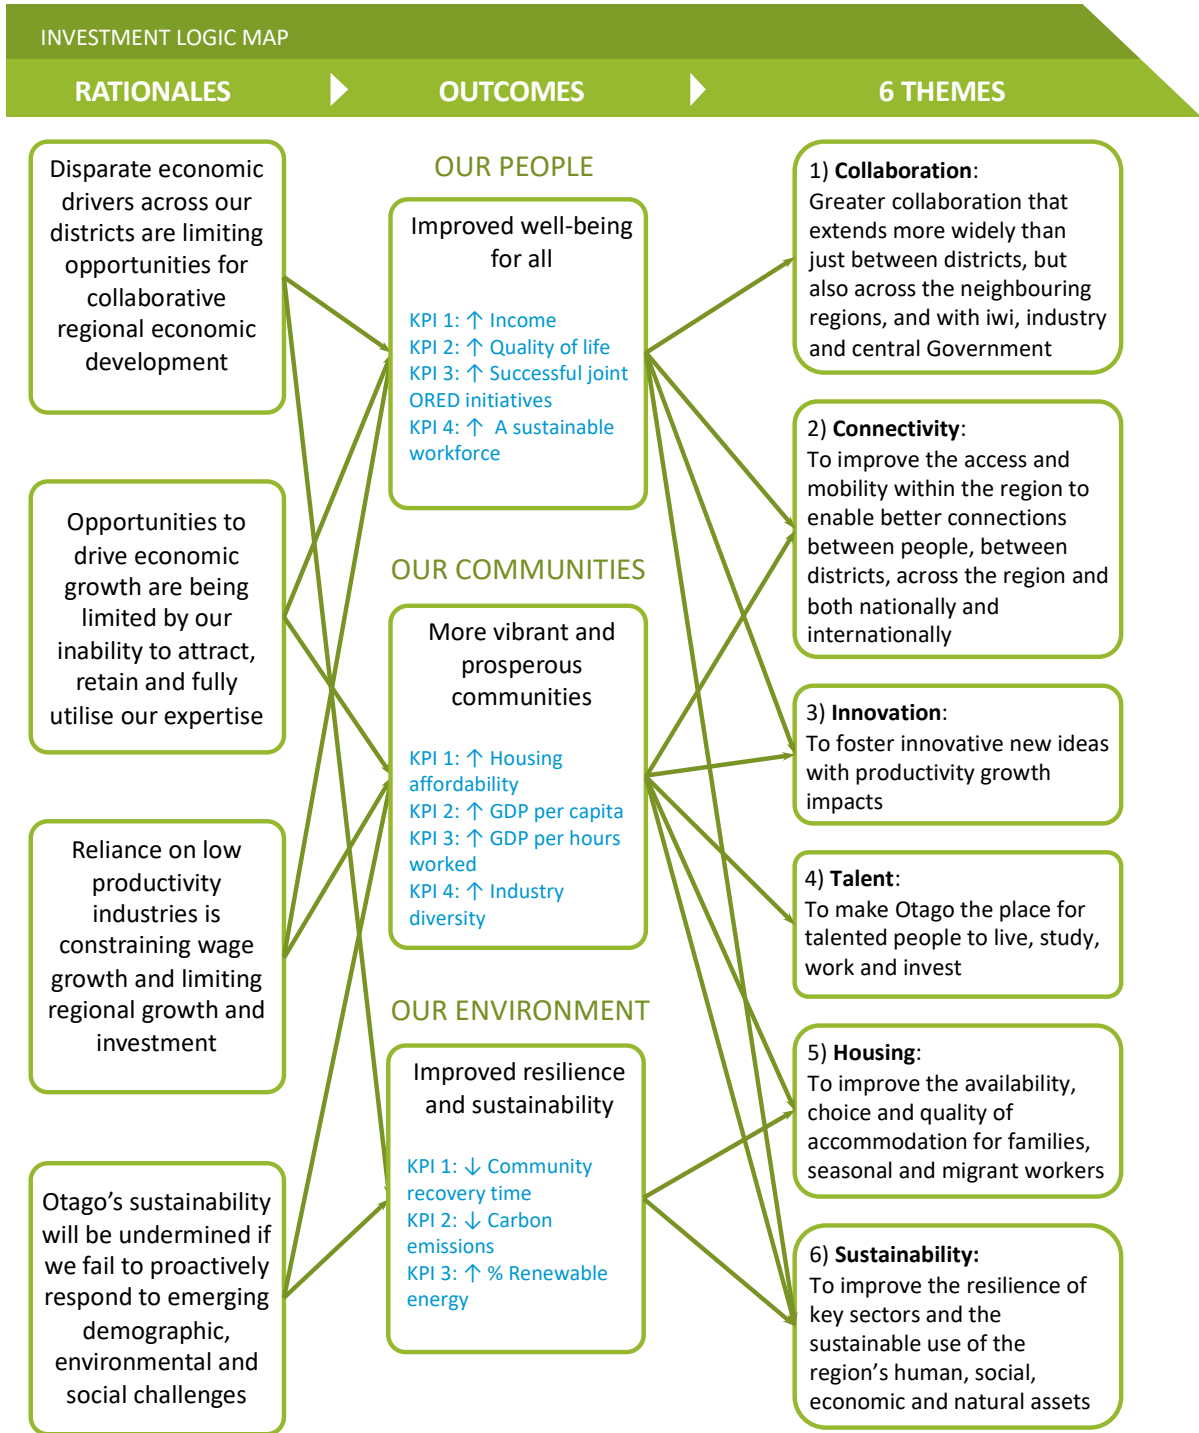 INVESTMENT LOGIC MAP
RATIONALES
OUTCOMES
6 THEMES
Disparate economic
drivers across our
districts are limiting
opportunities for
collaborative
regional economic
development
Opportunities to
drive economic
growth are being
limited by our
inability to attract,
retain and fully
utilise our expertise
Reliance on low
productivity
industries is
constraining wage
growth and limiting
regional growth and
investment
Otago’s sustainability
will be undermined if
we fail to proactively
respond to emerging
demographic,
environmental and
social challenges
OUR PEOPLE
Improved well-being
for all
KPI 1: ↑ Income
KPI 2: ↑ Quality of life
KPI 3: ↑ Successful joint
ORED initiatives
KPI 4: ↑ A sustainable
workforce
OUR COMMUNITIES
More vibrant and
prosperous
communities
KPI 1: ↑ Housing
affordability
KPI 2: ↑ GDP per capita
KPI 3: ↑ GDP per hours
worked
KPI 4: ↑ Industry
diversity
OUR ENVIRONMENT
Improved resilience
and sustainability
KPI 1: ↓ Community
recovery time
KPI 2: ↓ Carbon
emissions
KPI 3: ↑ % Renewable
energy
1) Collaboration:
Greater collaboration that
extends more widely than
just between districts, but
also across the neighbouring
regions, and with iwi, industry
and central Government
2) Connectivity:
To improve the access and
mobility within the region to
enable better connections
between people, between
districts, across the region and
both nationally and
internationally
3) Innovation:
To foster innovative new ideas
with productivity growth
impacts
4) Talent:
To make Otago the place for
talented people to live, study,
work and invest
5) Housing:
To improve the availability,
choice and quality of
accommodation for families,
seasonal and migrant workers
6) Sustainability:
To improve the resilience of
key sectors and the
sustainable use of the
region’s human, social,
economic and natural assets